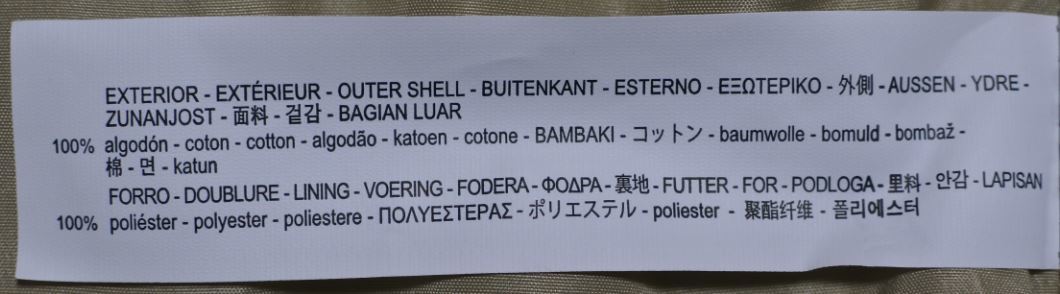 EXTERIOR - EXTÉRIEUR - OUTER SHELL - BUITENKANT - ESTERNO - ΕΞΩΤΕΡΙΚΟ - 外側 - AUSSEN - YDRE -
ZUNANJOST - 面料 - 겉감 - BAGIAN LUAR
100% algodón - coton - cotton - algodão - katoen - cotone - ΒΑΜΒΑΚΙ - コットン - baumwolle - bomuld - bombaž -
棉 - 면 - katun
FORRO - DOUBLURE - LINING - VOERING - FODERA - ΦΟΔΡΑ - 裏地 - FUTTER - FOR - PODLOGA - 里料 - 안감 - LAPISAN
100% poliéster - polyester - poliestere - ΠΟΛΥΕΣΤΕΡΑΣ - ポリエステル - poliester - 聚酯纤维 - 폴리에스터